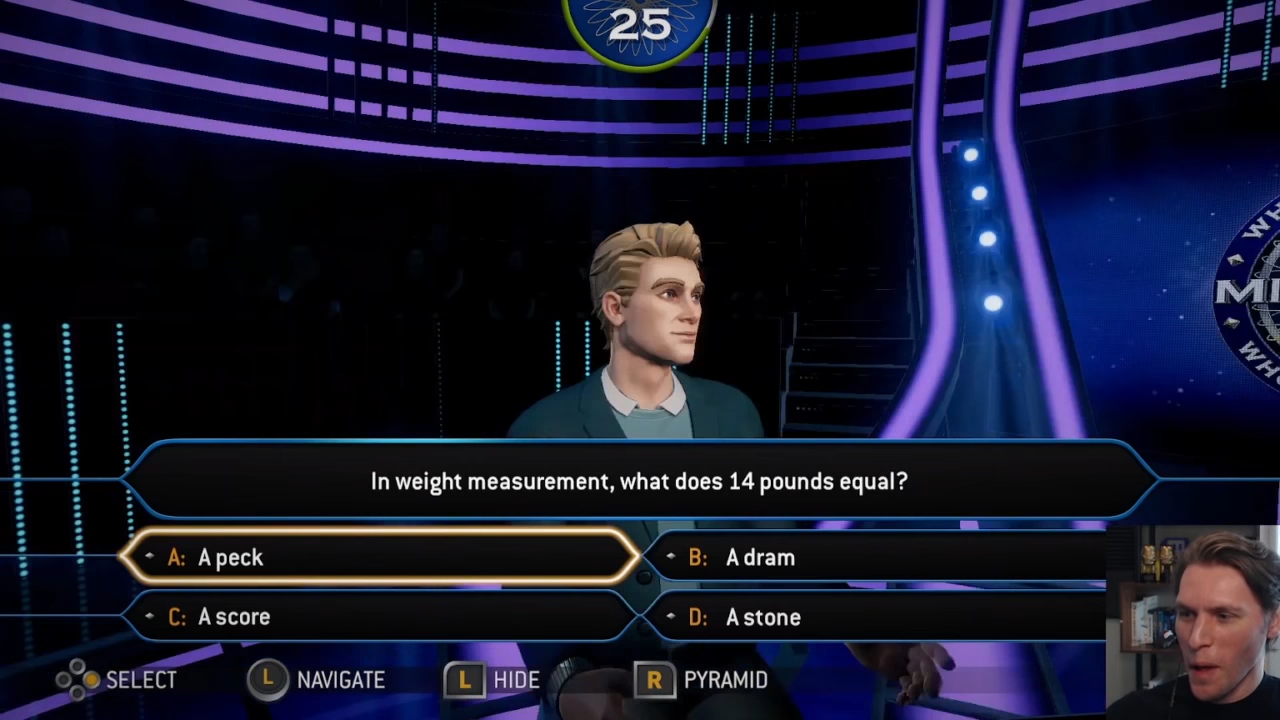 25
In weight measurement, what does 14 pounds equal?
A: A peck
B: A dram
C: A score
D: A stone
L
SELECT
NAVIGATE
L
HIDE
R
PYRAMID